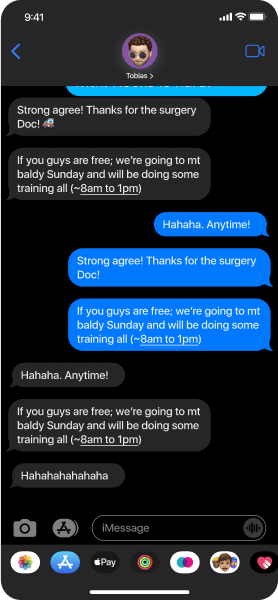 9:41
Tobias >
Strong agree! Thanks for the surgery
Doc! 🚑
If you guys are free; we're going to mt
baldy Sunday and will be doing some
training all (~8am to 1pm)
Hahaha. Anytime!
Strong agree! Thanks for the surgery
Doc!
If you guys are free; we're going to mt
baldy Sunday and will be doing some
training all (~8am to 1pm)
Hahaha. Anytime!
If you guys are free; we're going to mt
baldy Sunday and will be doing some
training all (~8am to 1pm)
Hahahahahahaha
iMessage
Pay